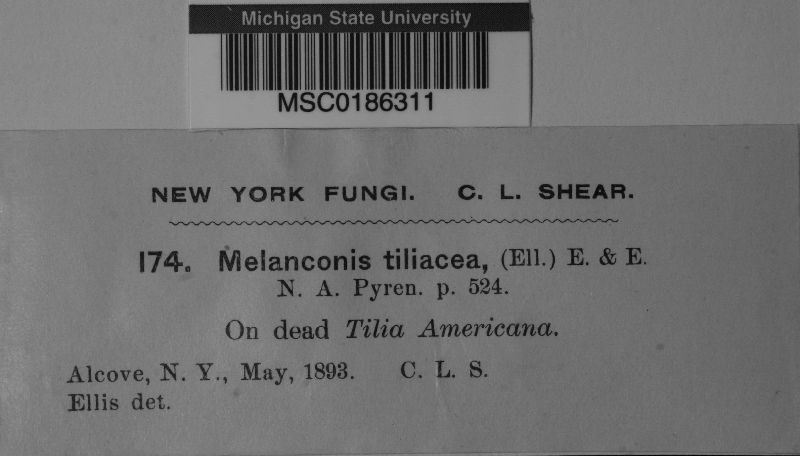 Michigan State University
MSC0186311
NEW YORK FUNGI. C. L. SHEAR.
174. Melanconis tiliacea, (Ell.) E. & E.
N. A. Pyren. p. 524.
On dead Tilia Americana.
Alcove, N. Y., May, 1893. C. L. S.
Ellis det.